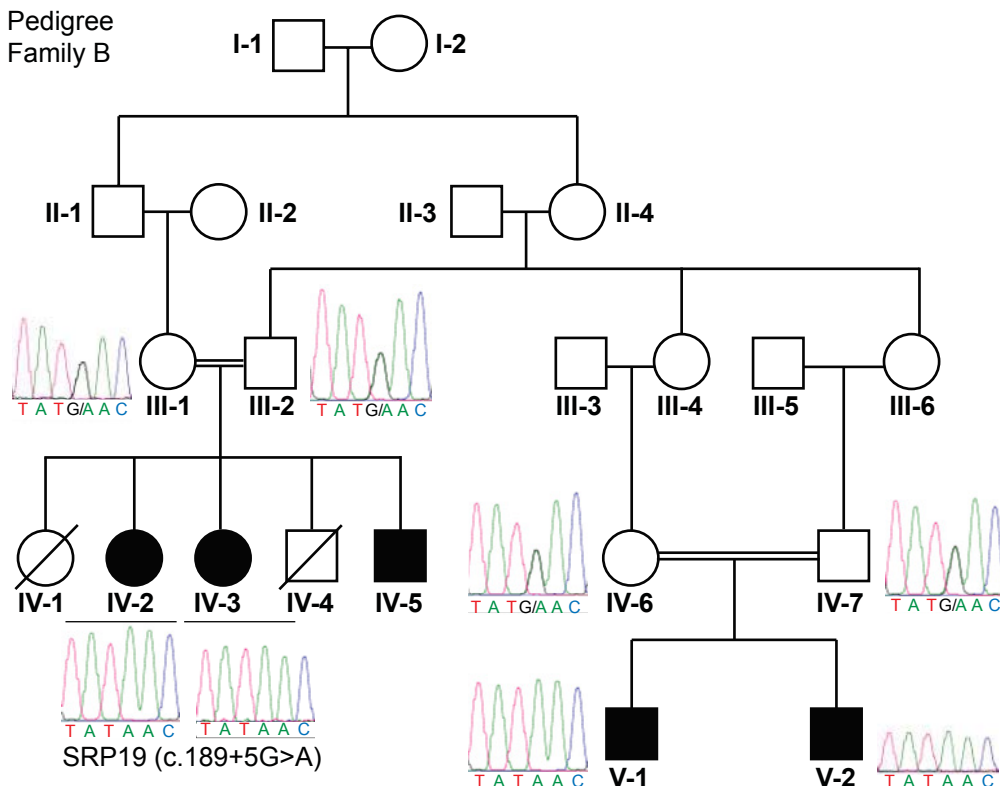 Pedigree
Family B
I-1
I-2
II-1
II-2
II-3
II-4
T A T G/A A C
III-1
III-2
T A T G/A A C
III-3
III-4
III-5
III-6
IV-1
IV-2
IV-3
IV-4
IV-5
T A T G/A A C
IV-6
IV-7
T A T G/A A C
T A T A A C
T A T A A C
SRP19 (c.189+5G>A)
T A T A A C
V-1
V-2
T A T A A C